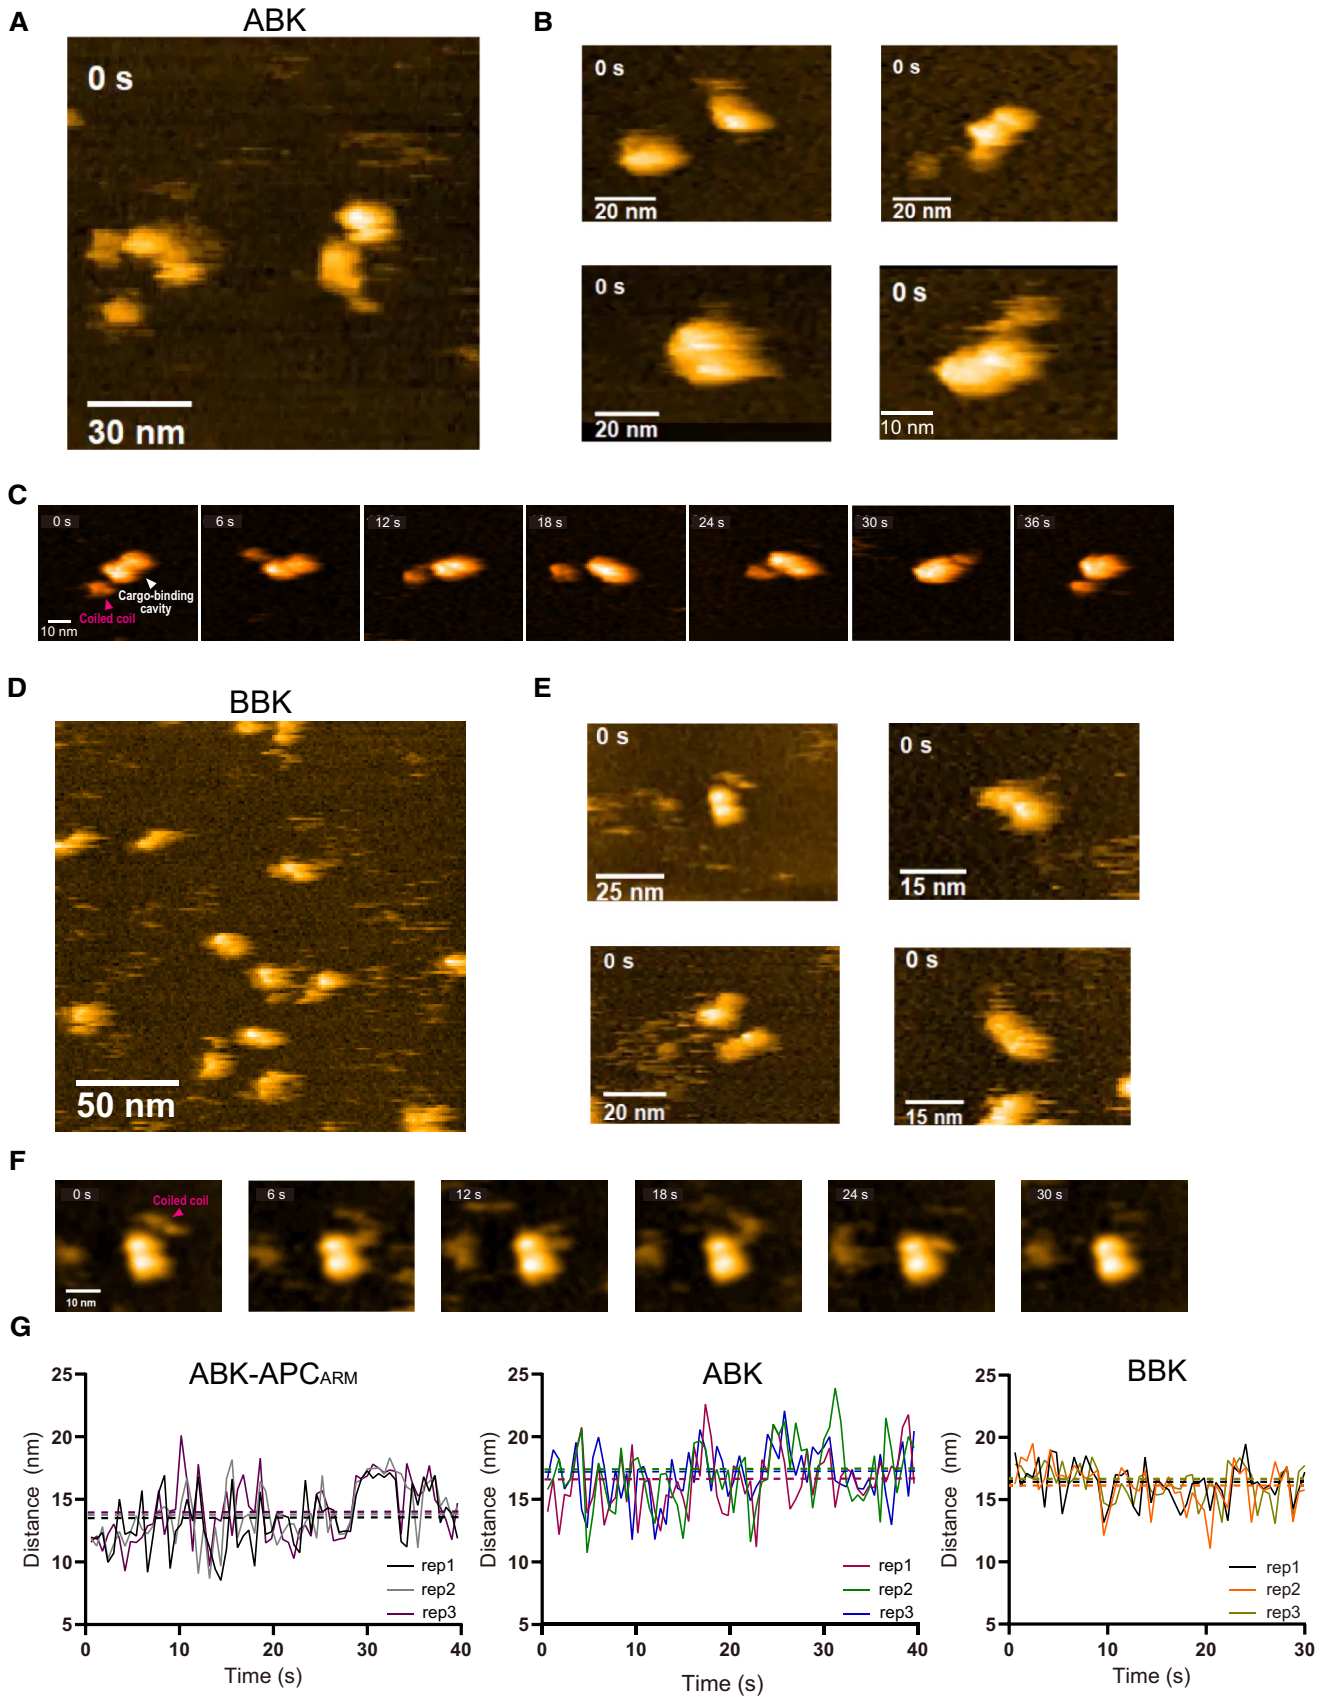 A
ABK
0 s
30 nm
B
0 s
20 nm
0 s
20 nm
0 s
20 nm
0 s
10 nm
C
0 s
Cargo-binding
cavity
Coiled coil
10 nm
6 s
12 s
18 s
24 s
30 s
36 s
D
BBK
50 nm
E
0 s
25 nm
0 s
15 nm
0 s
20 nm
0 s
15 nm
F
0 s
Coiled coil
10 nm
6 s
12 s
18 s
24 s
30 s
G
ABK-APCARM
Distance (nm)
25
20
15
10
5
0
10
20
30
40
Time (s)
rep1
rep2
rep3
ABK
Distance (nm)
25
20
15
10
5
0
10
20
30
40
Time (s)
rep1
rep2
rep3
BBK
Distance (nm)
25
20
15
10
5
0
10
20
30
Time (s)
rep1
rep2
rep3